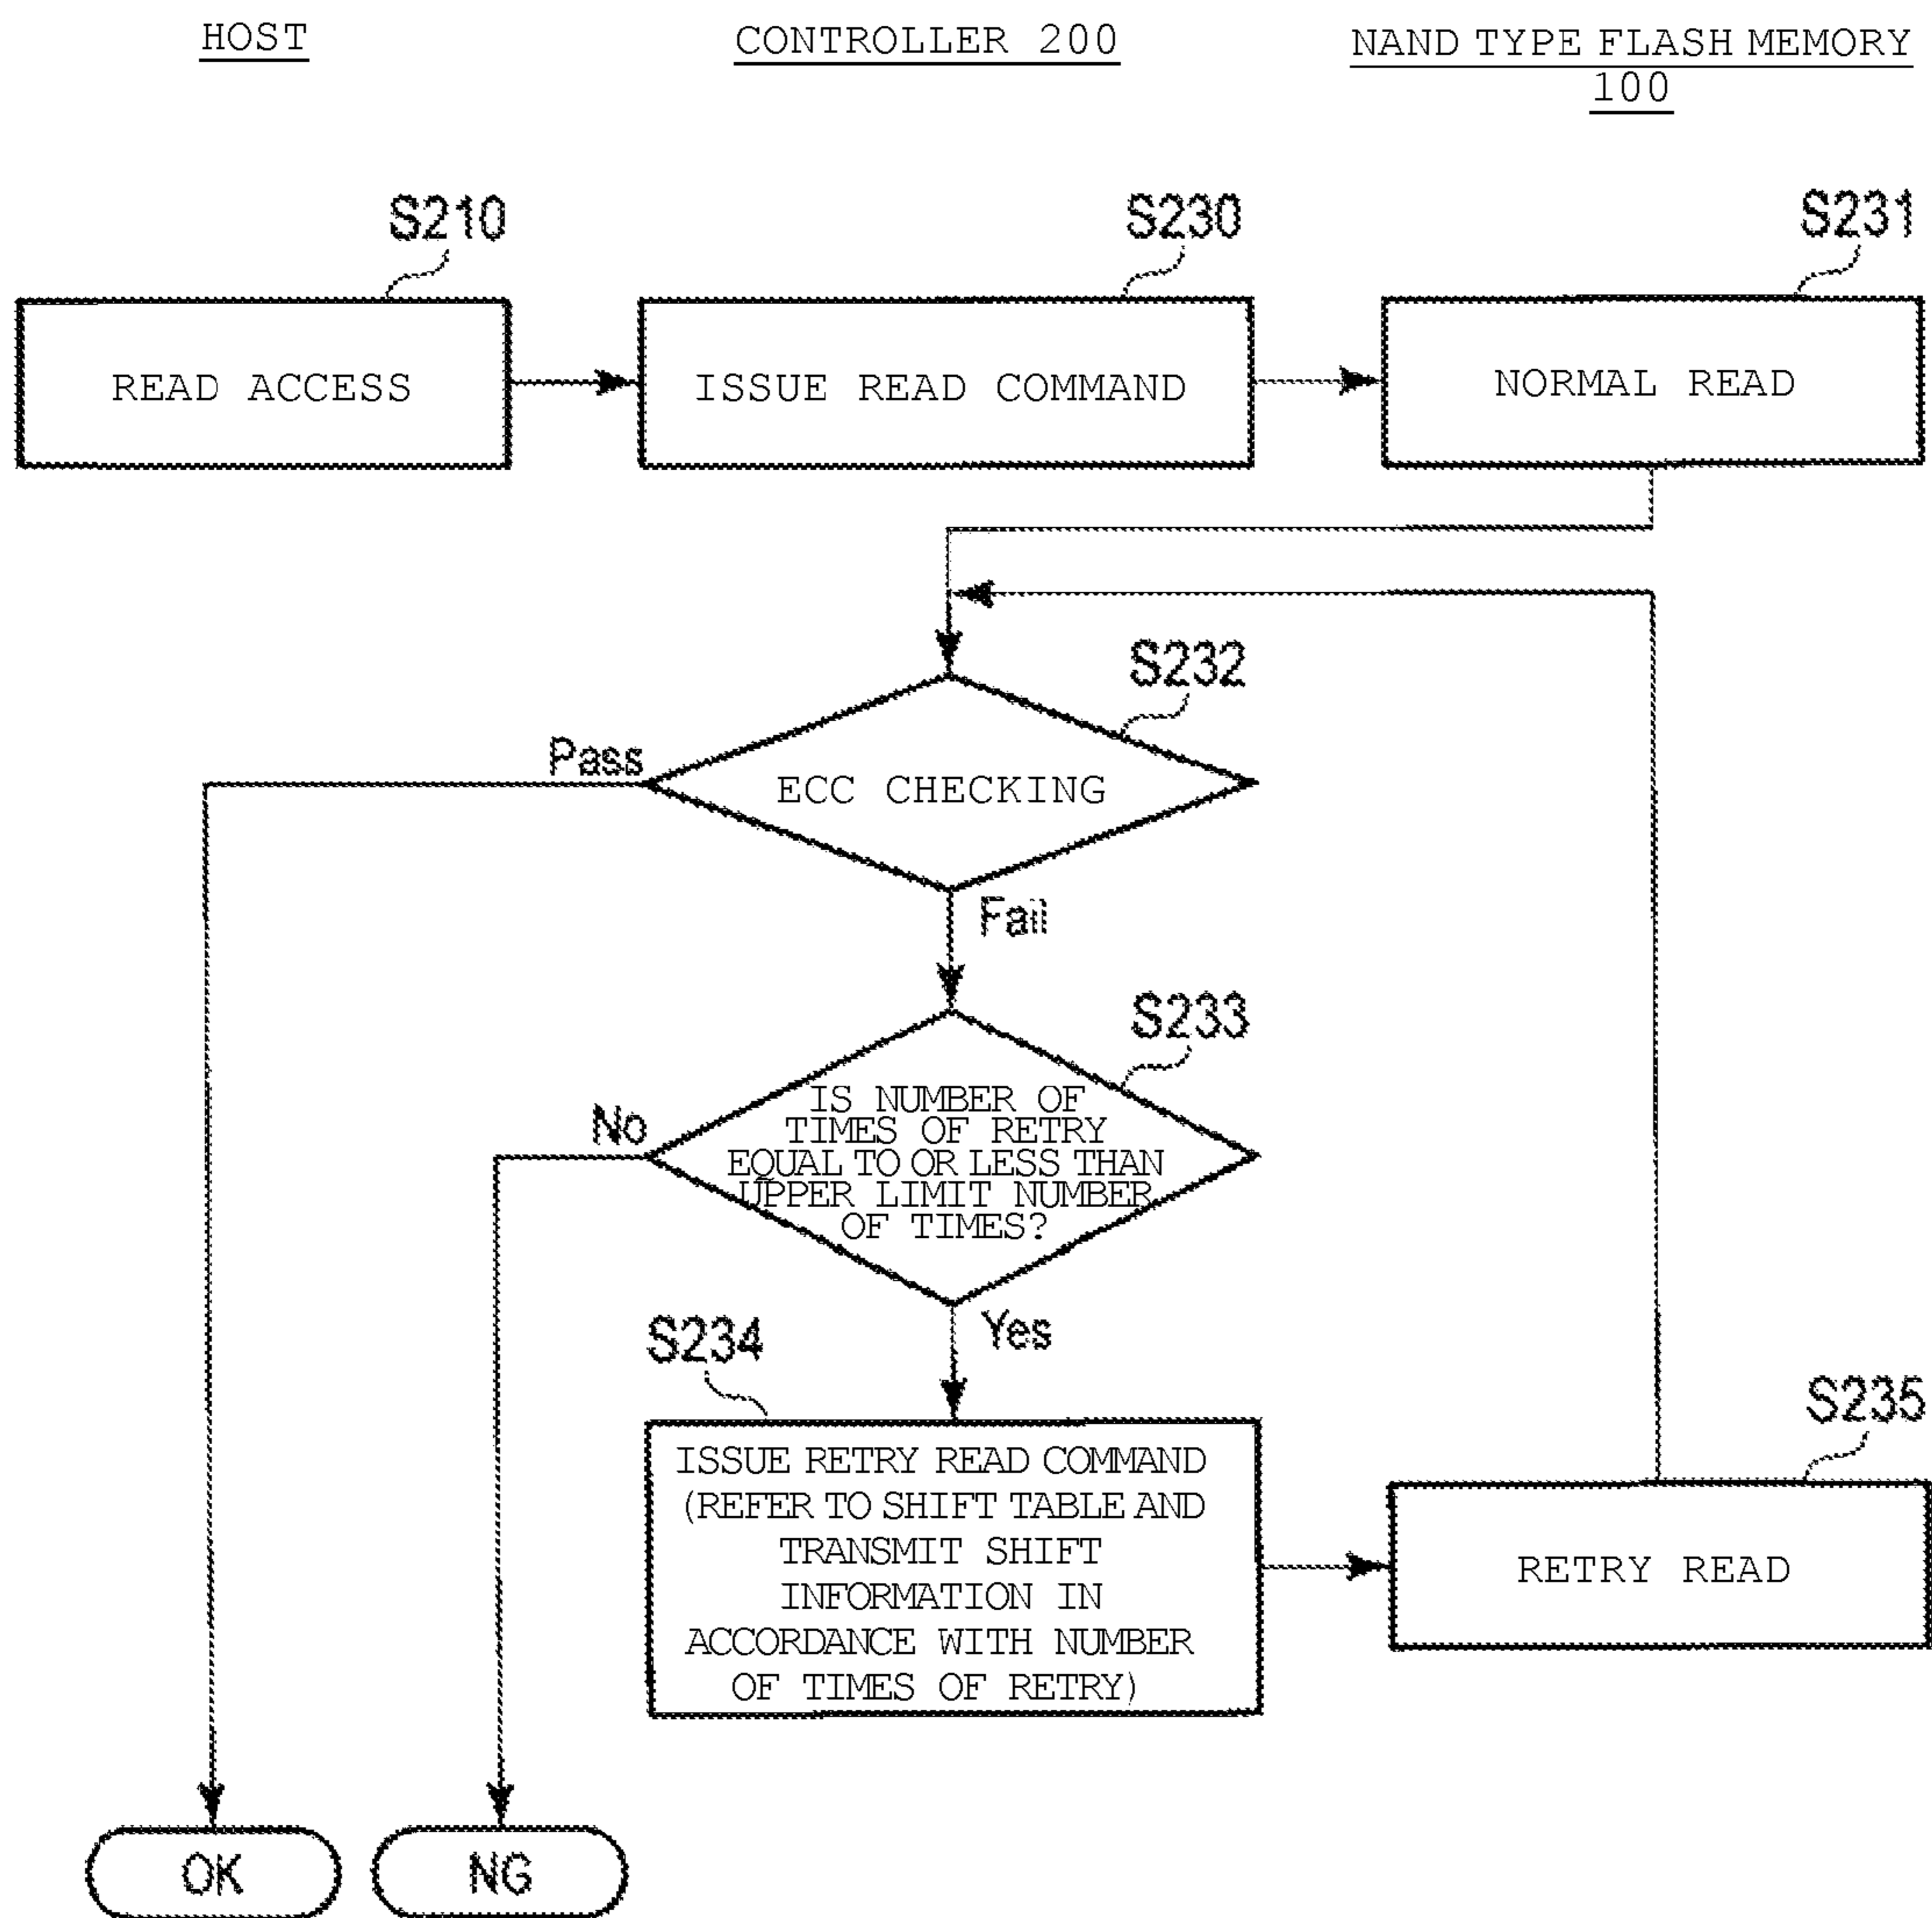 HOST
CONTROLLER 200
NAND TYPE FLASH MEMORY
100
S210
S230
S231
READ ACCESS
ISSUE READ COMMAND
NORMAL READ
S232
Pass
ECC CHECKING
Fail
S233
No
IS NUMBER OF
TIMES OF RETRY
EQUAL TO OR LESS THAN
UPPER LIMIT NUMBER
OF TIMES?
Yes
S234
S235
ISSUE RETRY READ COMMAND
(REFER TO SHIFT TABLE AND
TRANSMIT SHIFT
INFORMATION IN
ACCORDANCE WITH NUMBER
OF TIMES OF RETRY)
RETRY READ
OK
NG